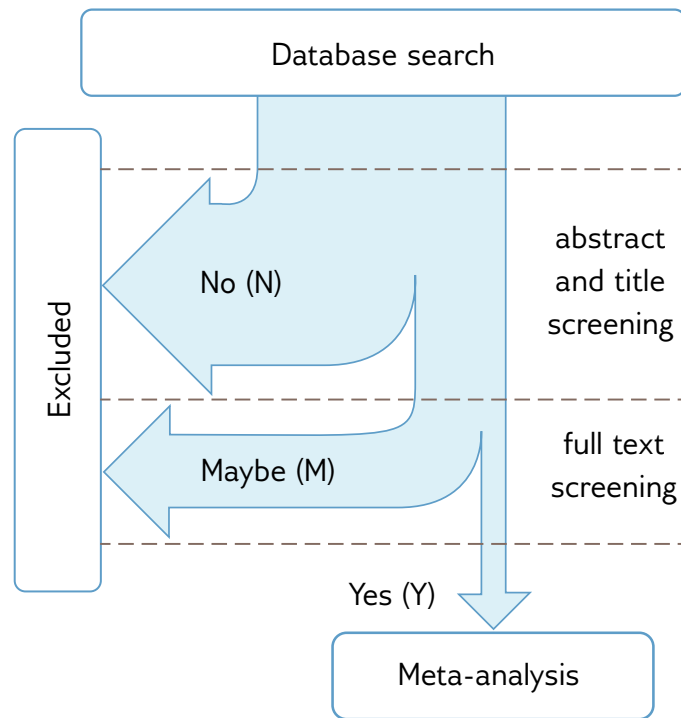 Database search
Excluded
No (N)
abstract
and title
screening
Maybe (M)
full text
screening
Yes (Y)
Meta-analysis